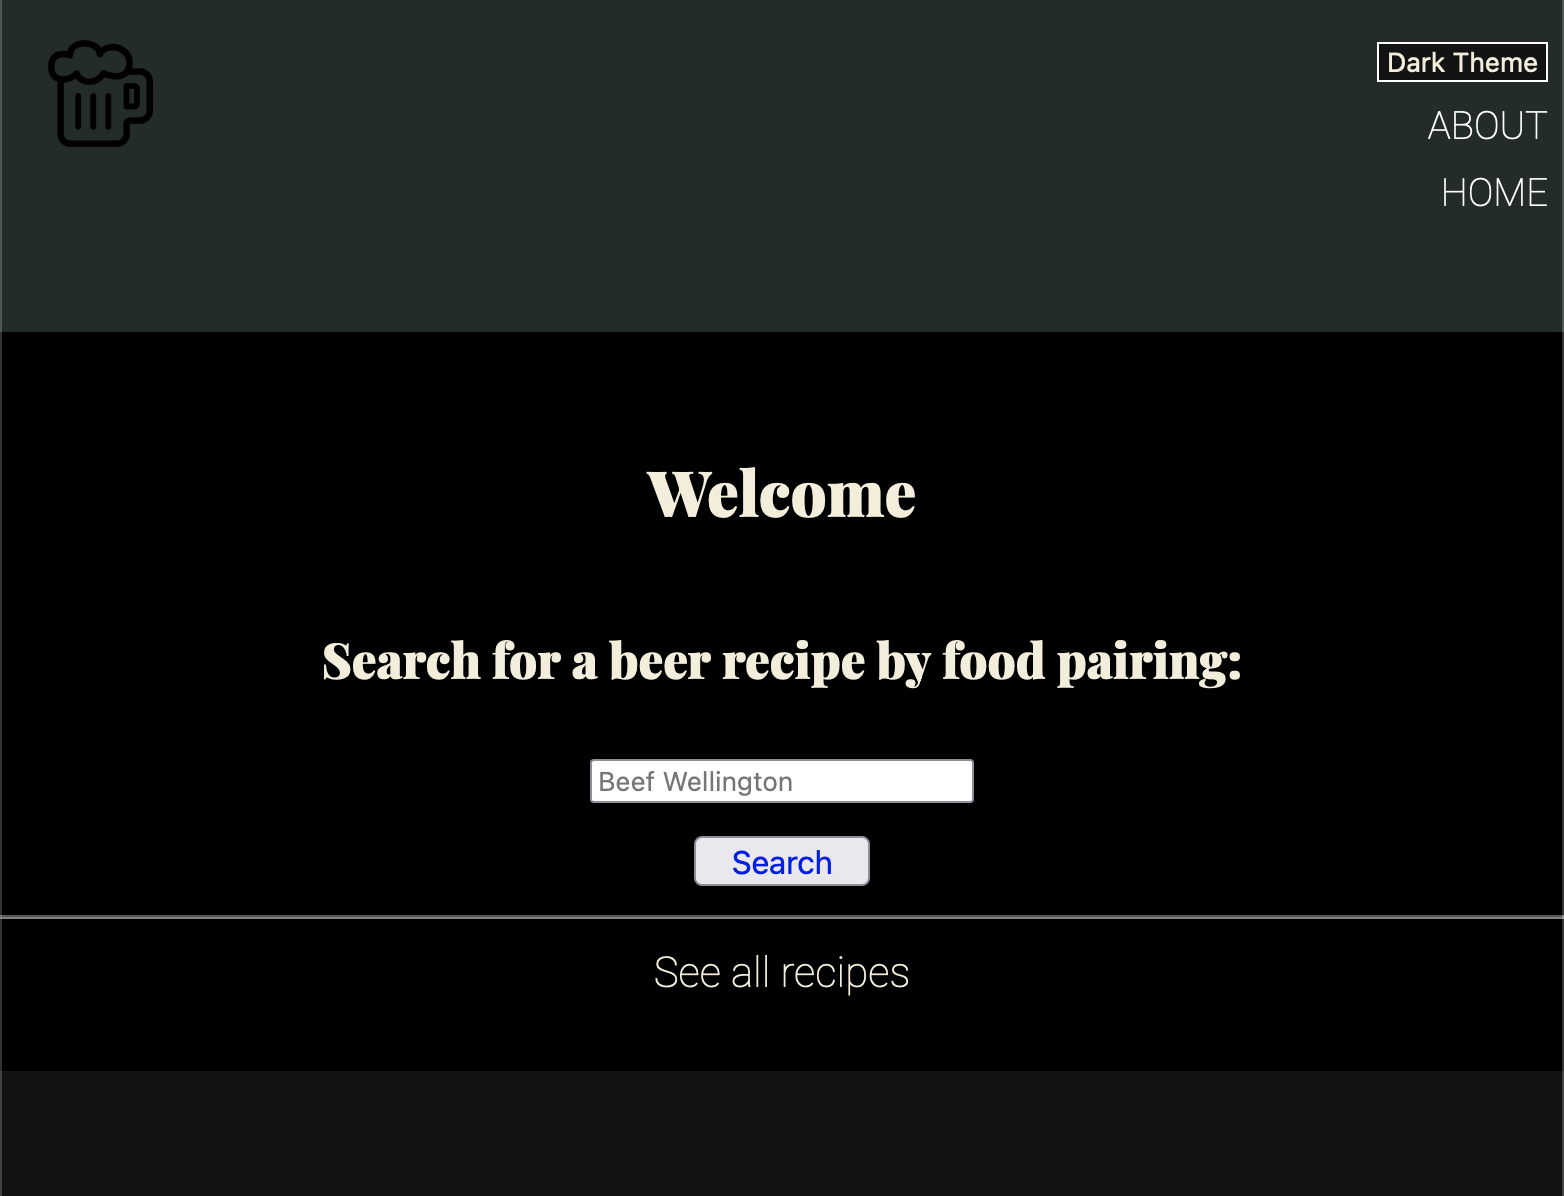 Dark Theme
ABOUT
HOME
Welcome
Search for a beer recipe by food pairing:
Beef Wellington
Search
See all recipes